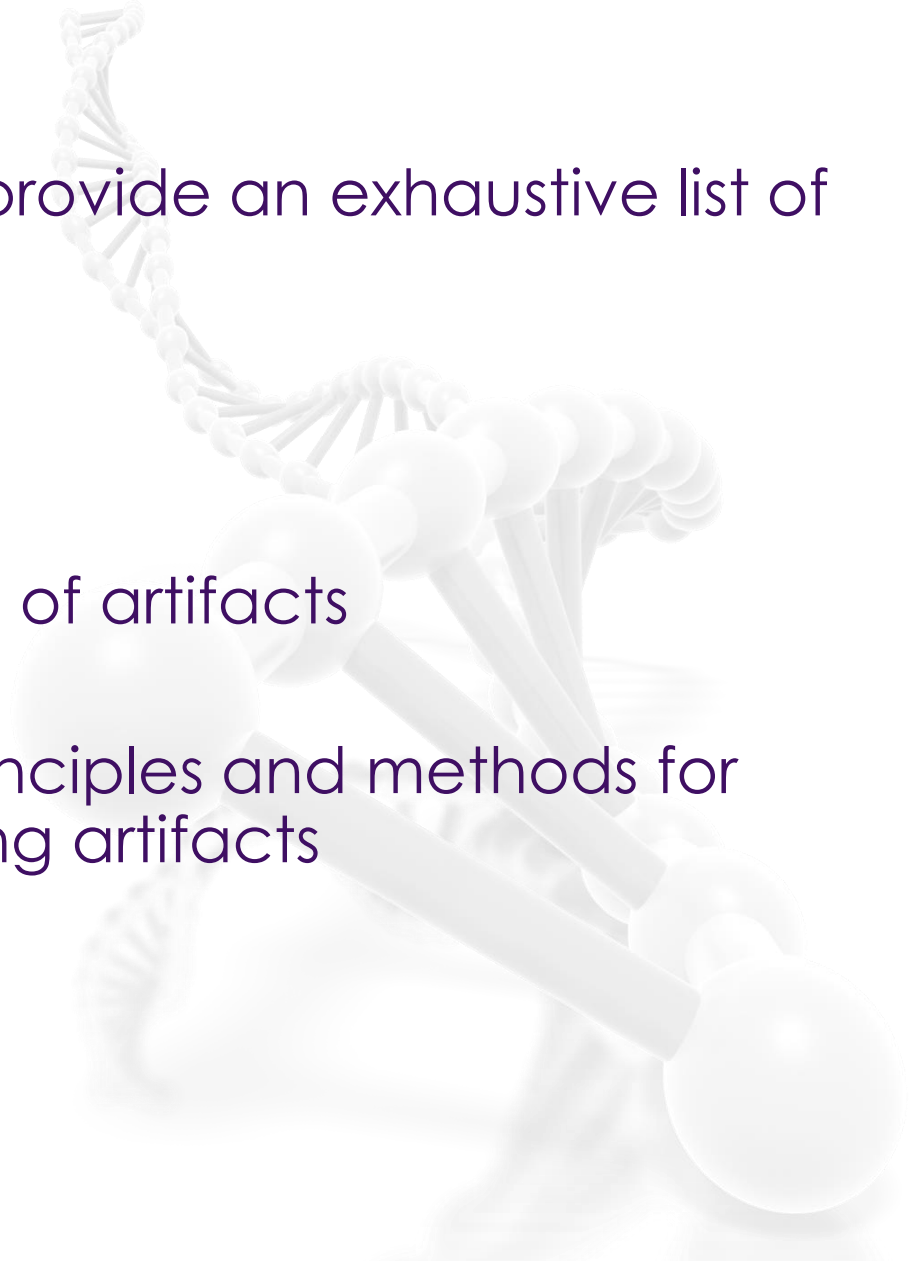 provide an exhaustive list of
of artifacts
nciples and methods for
ng artifacts